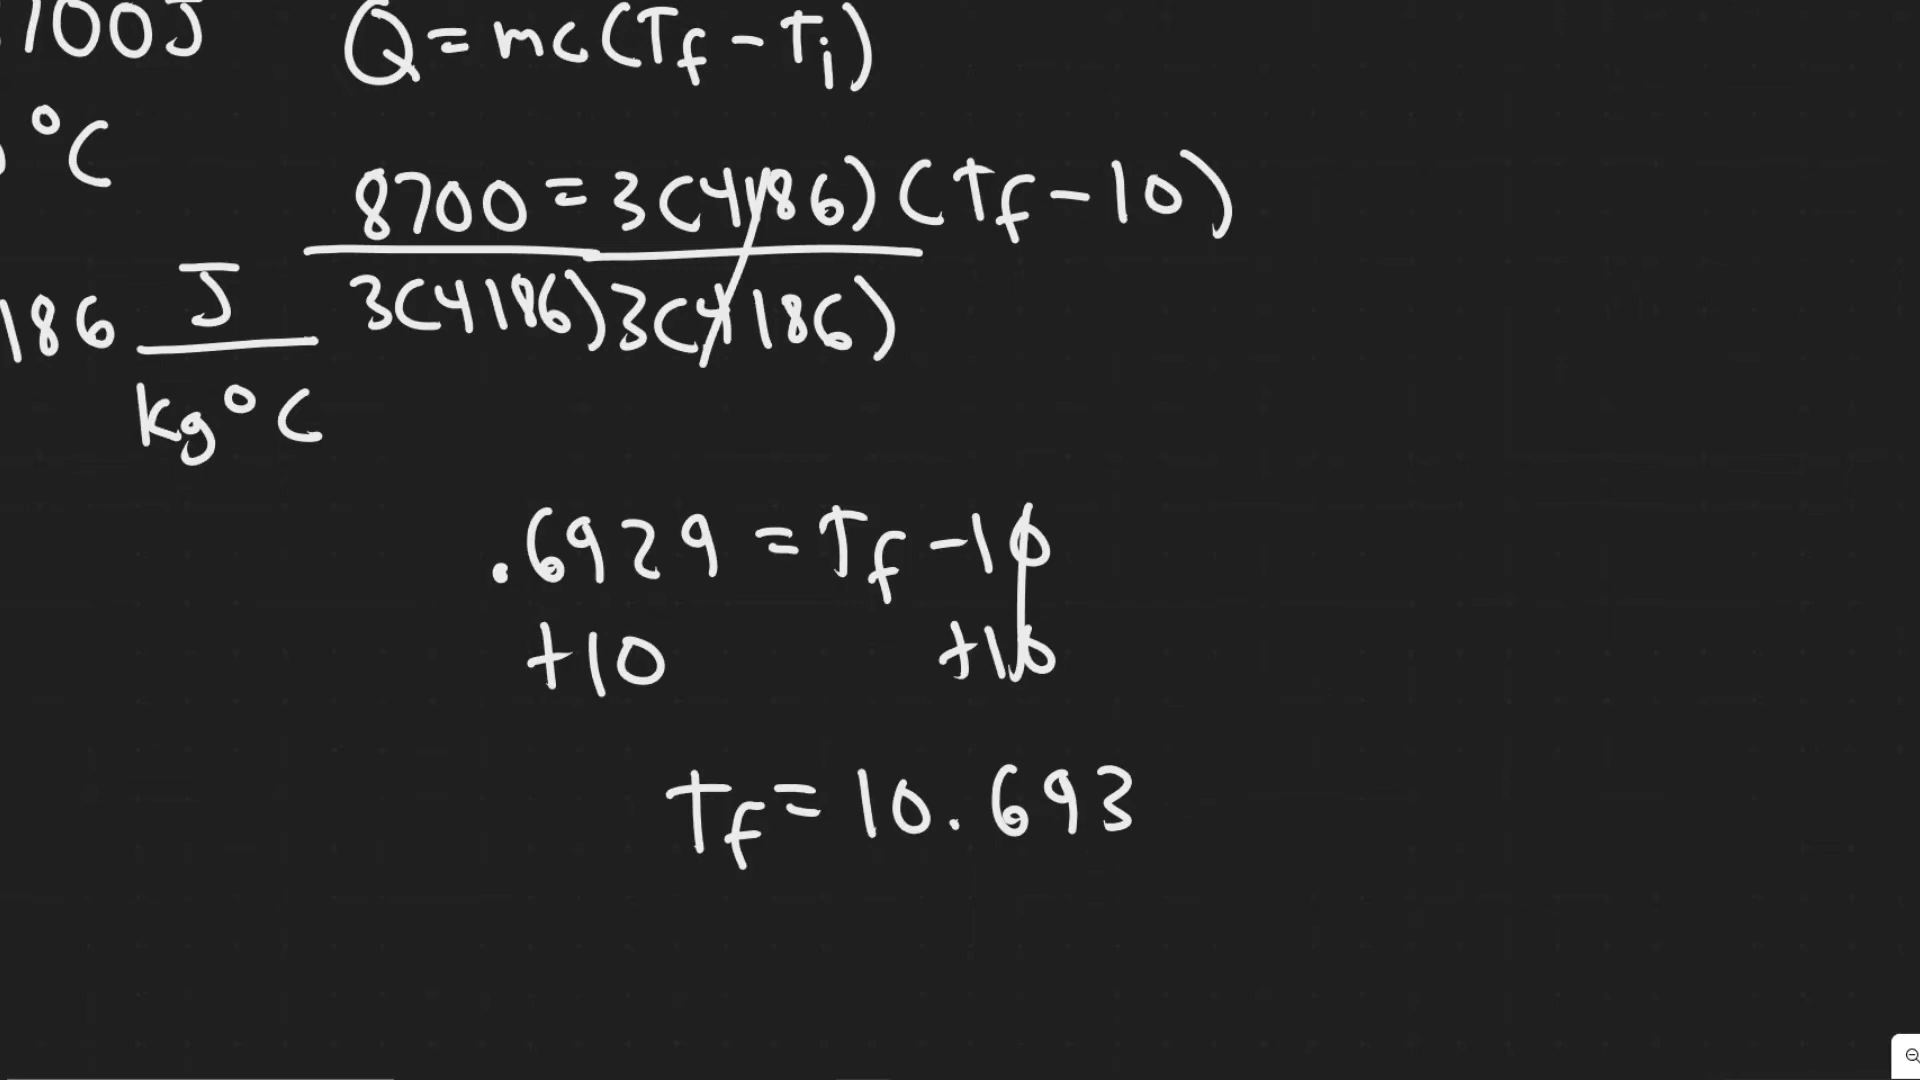 700J Q=mc(Tf-Ti)
°C
8700=3(4186)(Tf-10)
3(4186)3(4186)
186 J
kg°C
.6929=Tf-10
+10 +10
Tf=10.693